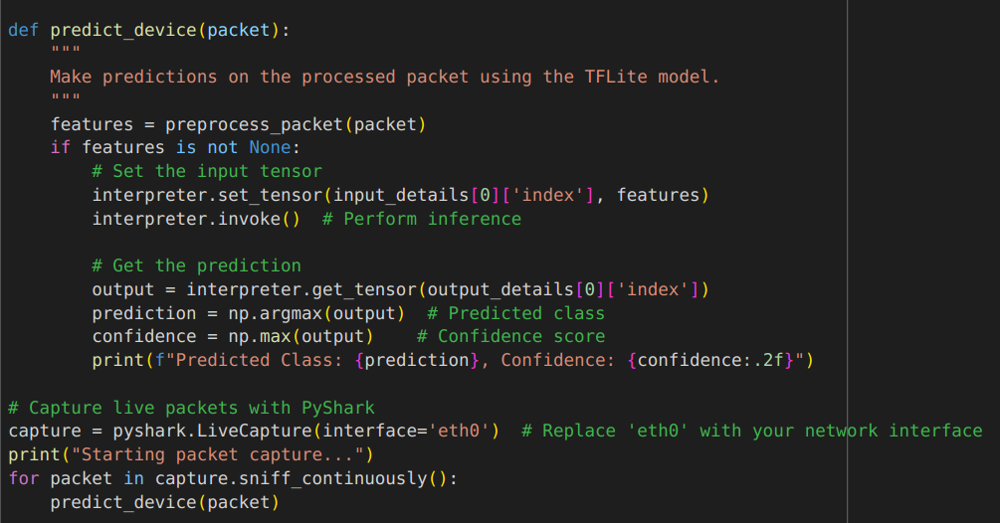 def predict_device(packet):
    """
    Make predictions on the processed packet using the TFLite model.
    """
    features = preprocess_packet(packet)
    if features is not None:
        # Set the input tensor
        interpreter.set_tensor(input_details[0]['index'], features)
        interpreter.invoke()  # Perform inference

        # Get the prediction
        output = interpreter.get_tensor(output_details[0]['index'])
        prediction = np.argmax(output)  # Predicted class
        confidence = np.max(output)    # Confidence score
        print(f"Predicted Class: {prediction}, Confidence: {confidence:.2f}")

# Capture live packets with PyShark
capture = pyshark.LiveCapture(interface='eth0')  # Replace 'eth0' with your network interface
print("Starting packet capture...")
for packet in capture.sniff_continuously():
    predict_device(packet)